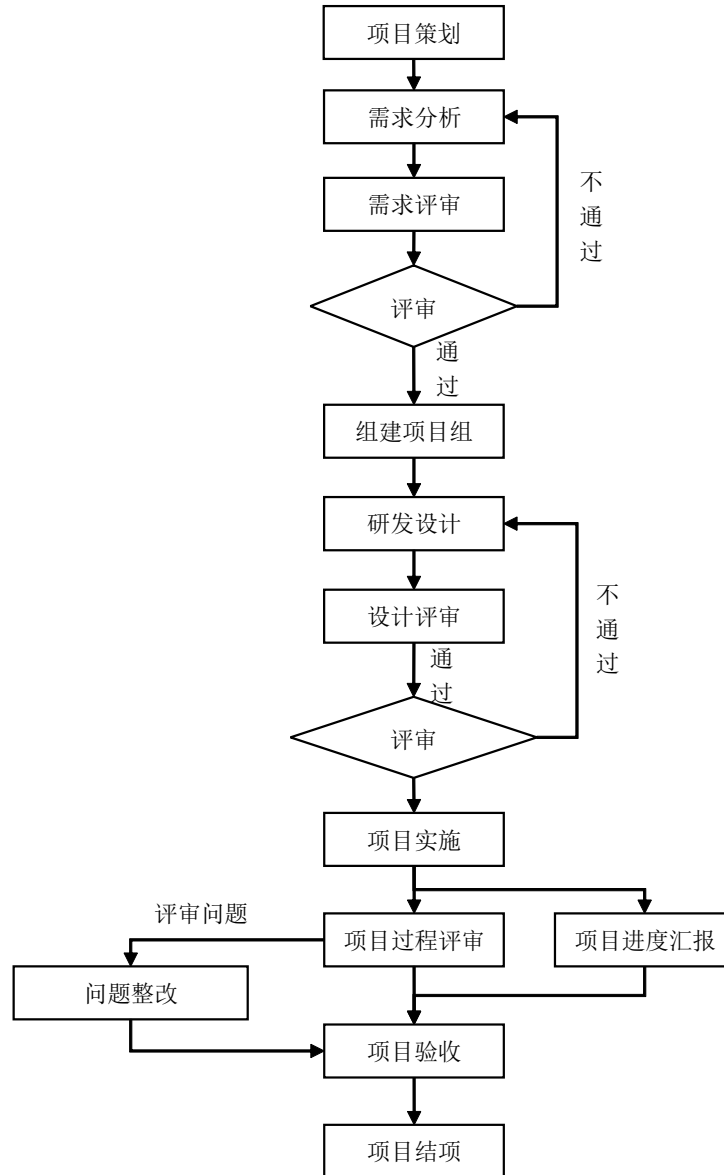 项目策划
需求分析
不
通
过
需求评审
评审
通
过
组建项目组
研发设计
不
通
过
设计评审
通
过
评审
项目实施
评审问题
项目过程评审
项目进度汇报
问题整改
项目验收
项目结项